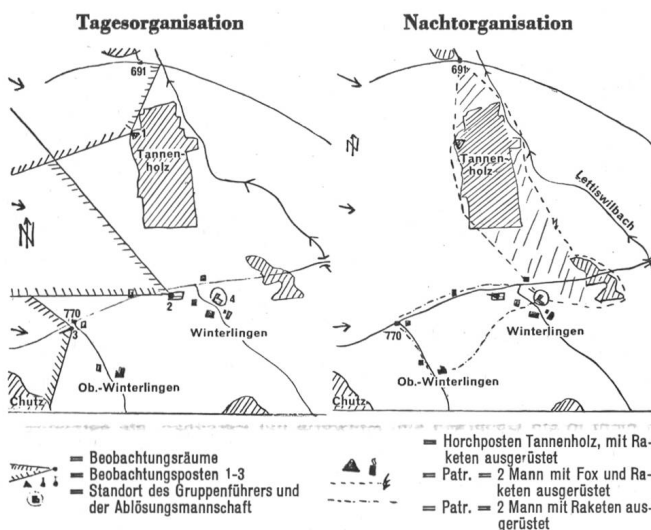 Tagesorganisation
691
1
Tannen-
holz
N
2
4
770
3
Winterlingen
Ob.-Winterlingen
Chutz
= Beobachtungsräume
= Beobachtungsposten 1-3
= Standort des Gruppenführers und
der Ablösungsmannschaft
Nachtorganisation
691
Tannen-
holz
N
Lettiswilbach
Winterlingen
770
Ob.-Winterlingen
Chutz
= Horchposten Tannenholz, mit Ra-
keten ausgerüstet
= Patr. = 2 Mann mit Fox und Ra-
keten ausgerüstet
= Patr. = 2 Mann mit Raketen aus-
gerüstet